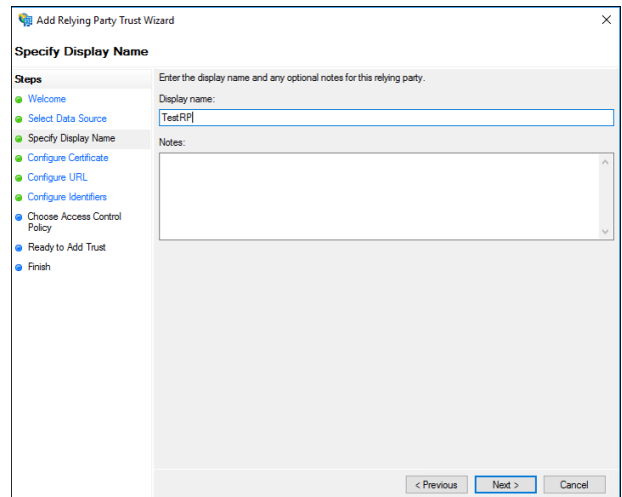 Add Relying Party Trust Wizard
Specify Display Name
Steps
Welcome
Select Data Source
Specify Display Name
Configure Certificate
Configure URL
Configure Identifiers
Choose Access Control
Policy
Ready to Add Trust
Finish
Enter the display name and any optional notes for this relying party.
Display name:
TestRP
Notes:
< Previous
Next >
Cancel